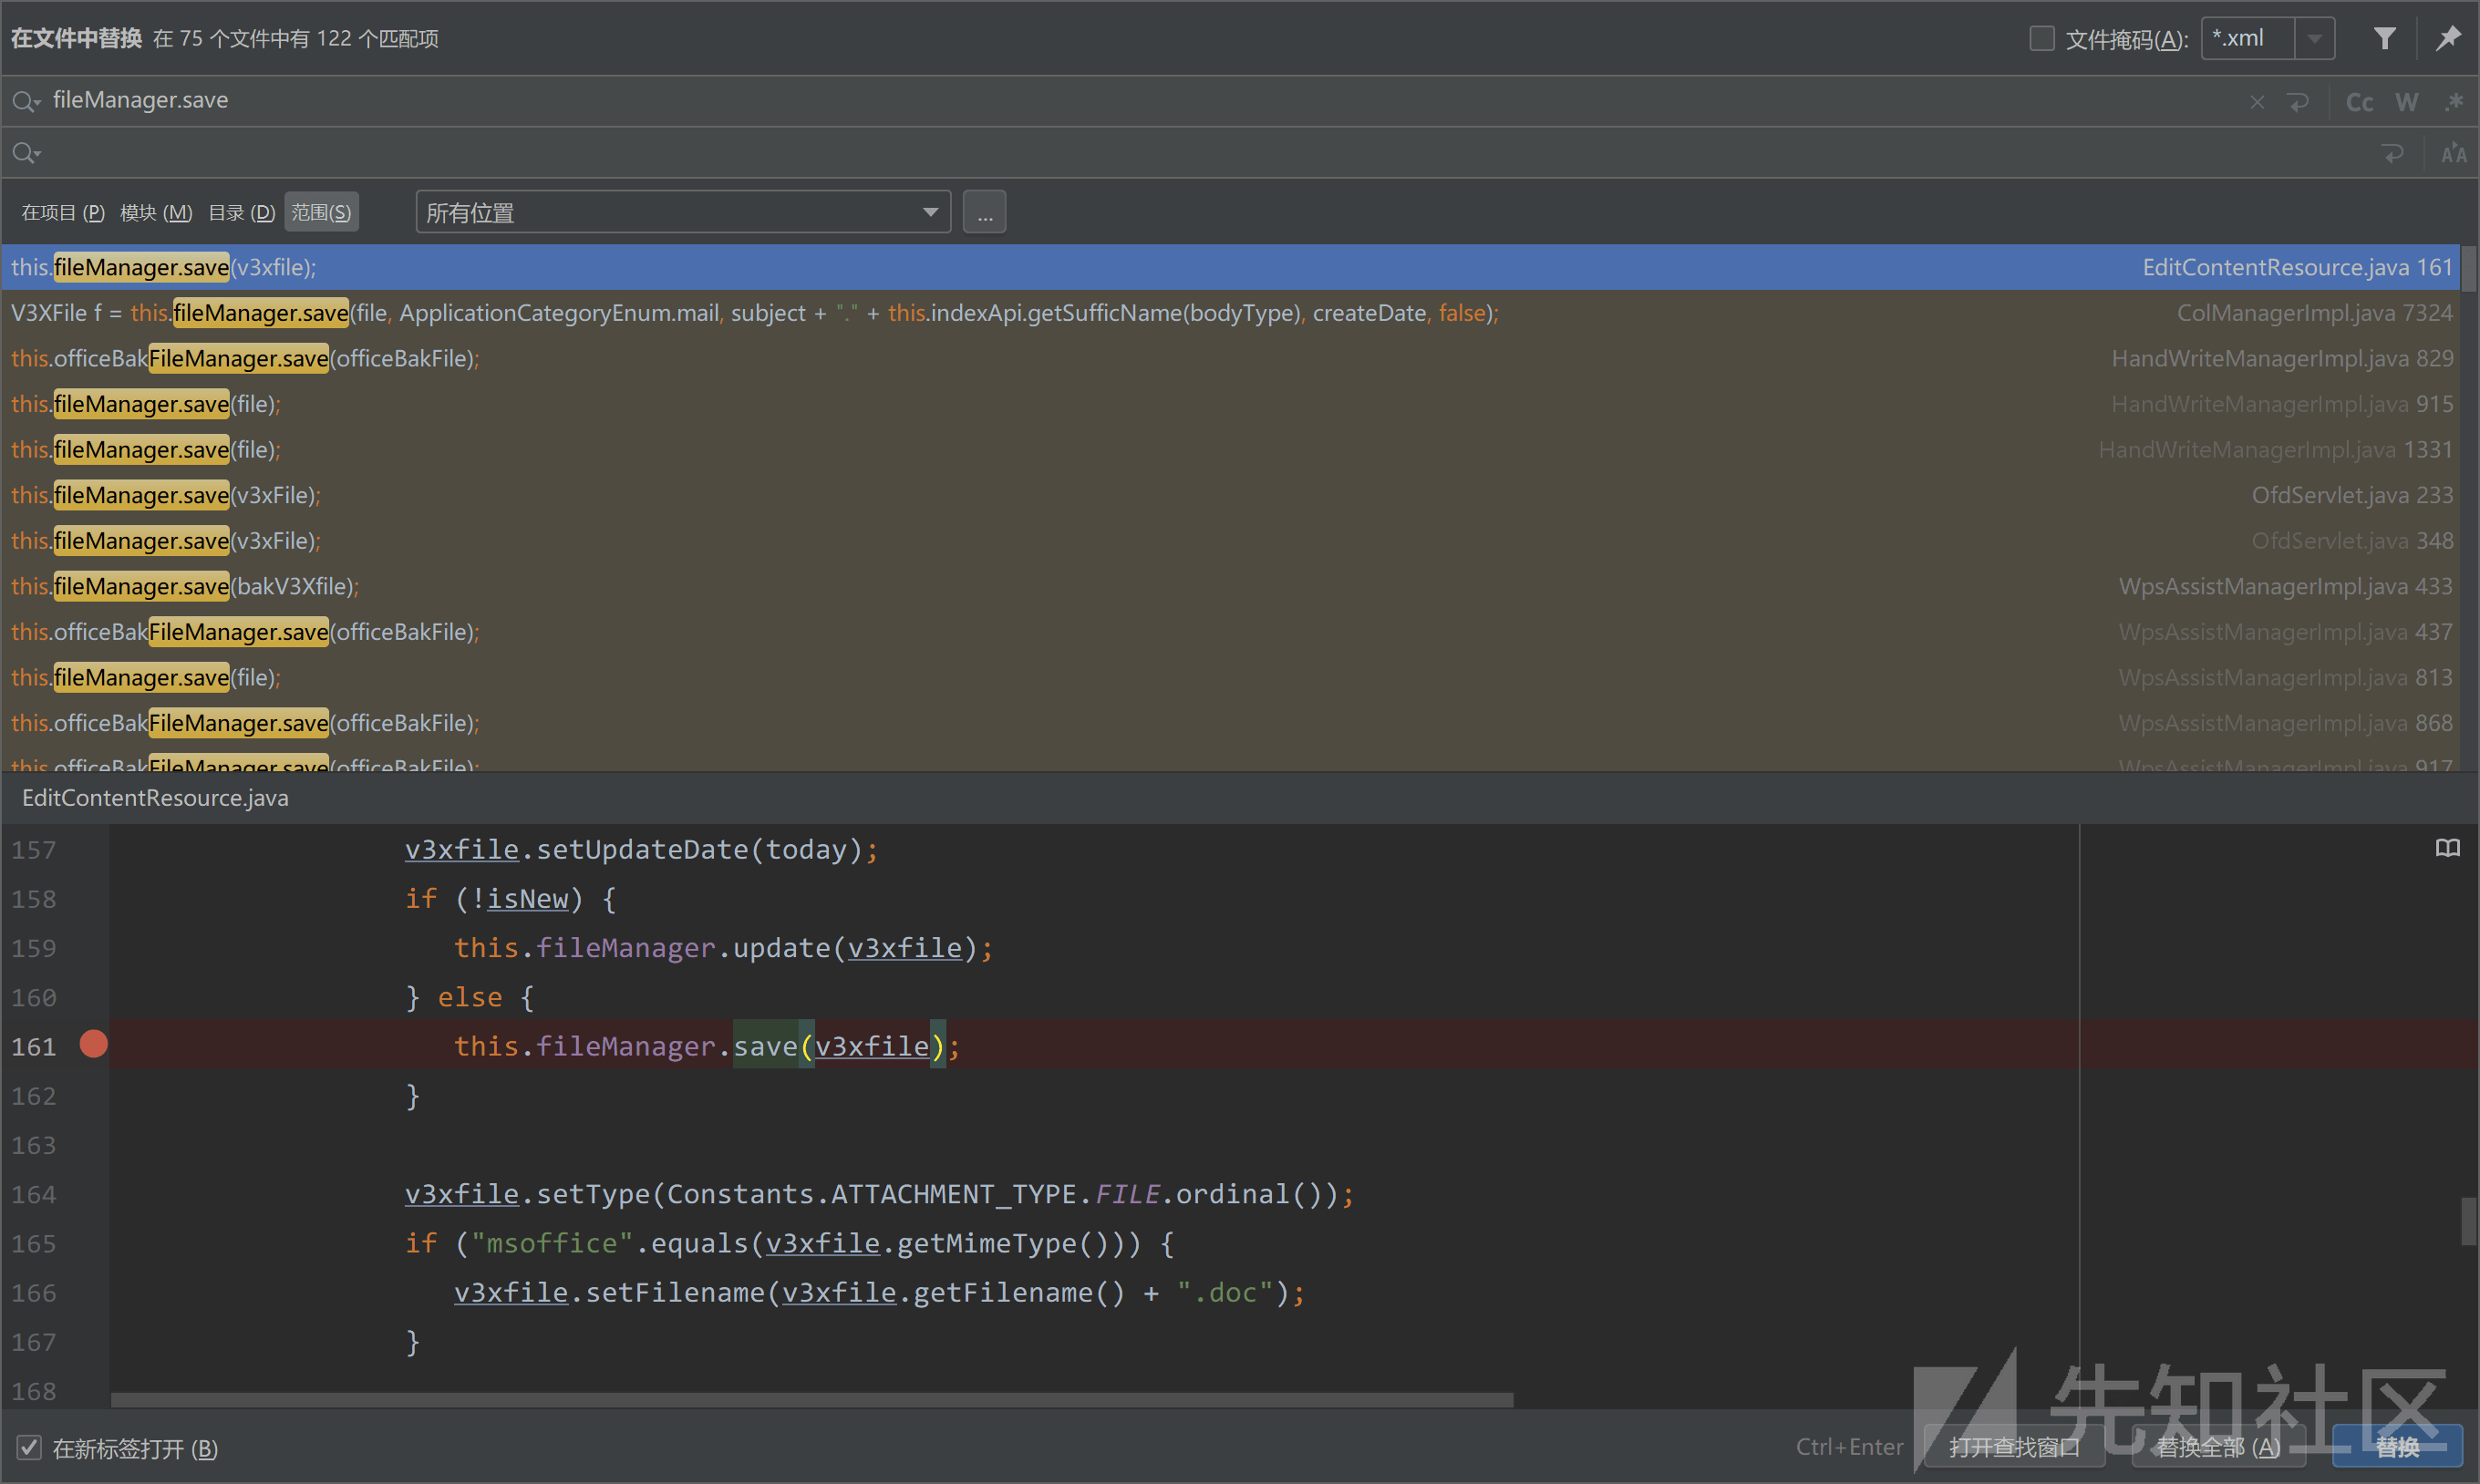 在文件中替换 在 75 个文件中有 122 个匹配项 文件掩码(A): *.xml
fileManager.save Cc W .*
在项目 (P) 模块 (M) 目录 (D) 范围(S) 所有位置 ...
this.fileManager.save(v3xfile); EditContentResource.java 161
V3XFile f = this.fileManager.save(file, ApplicationCategoryEnum.mail, subject + "." + this.indexApi.getSufficName(bodyType), createDate, false); ColManagerImpl.java 7324
this.officeBakFileManager.save(officeBakFile); HandWriteManagerImpl.java 829
this.fileManager.save(file); HandWriteManagerImpl.java 915
this.fileManager.save(file); HandWriteManagerImpl.java 1331
this.fileManager.save(v3xFile); OfdServlet.java 233
this.fileManager.save(v3xFile); OfdServlet.java 348
this.fileManager.save(bakV3Xfile); WpsAssistManagerImpl.java 433
this.officeBakFileManager.save(officeBakFile); WpsAssistManagerImpl.java 437
this.fileManager.save(file); WpsAssistManagerImpl.java 813
this.officeBakFileManager.save(officeBakFile); WpsAssistManagerImpl.java 868
this.officeBakFileManager.save(officeBakFile); WpsAssistManagerImpl.java 917
EditContentResource.java
157 v3xfile.setUpdateDate(today);
158 if (!isNew) {
159 this.fileManager.update(v3xfile);
160 } else {
161 this.fileManager.save(v3xfile);
162 }
163
164 v3xfile.setType(Constants.ATTACHMENT_TYPE.FILE.ordinal());
165 if ("msoffice".equals(v3xfile.getMimeType())) {
166 v3xfile.setFilename(v3xfile.getFilename() + ".doc");
167 }
168
先知社区
在新标签打开 (B) Ctrl+Enter 打开查找窗口 替换全部 (A) 替换